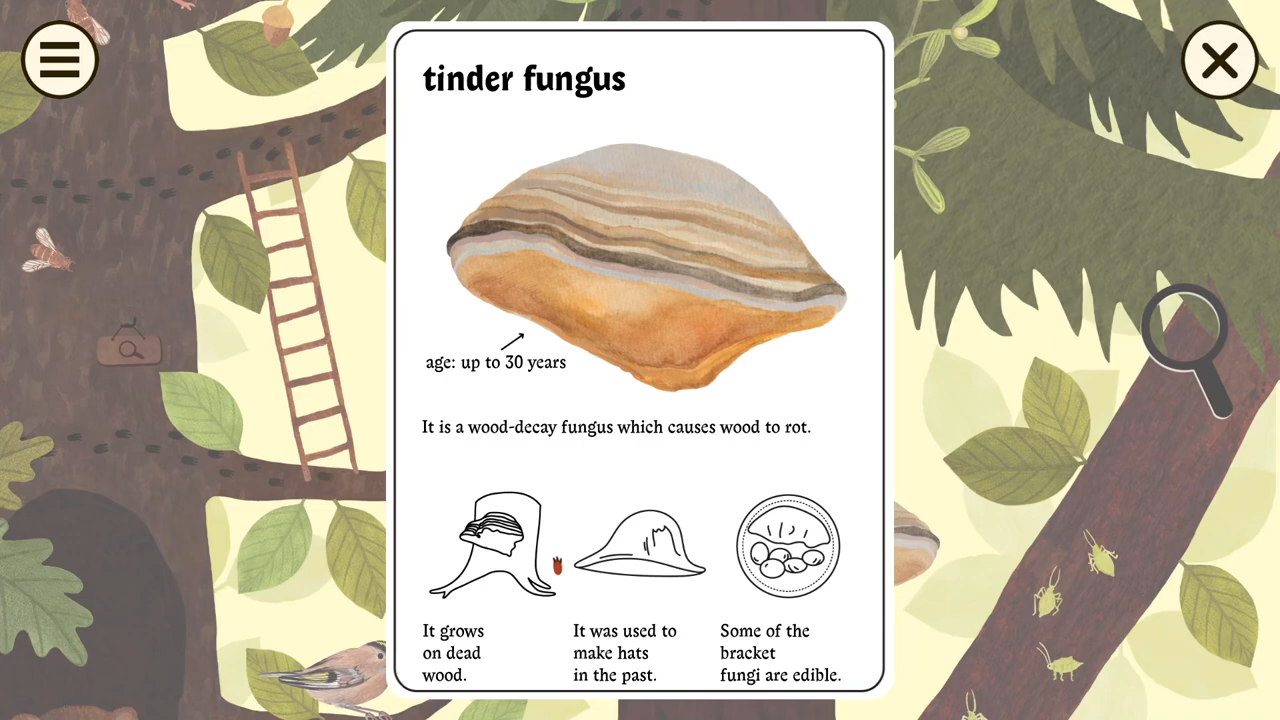 tinder fungus
age: up to 30 years
It is a wood-decay fungus which causes wood to rot.
It grows
on dead
wood.
It was used to
make hats
in the past.
Some of the
bracket
fungi are edible.